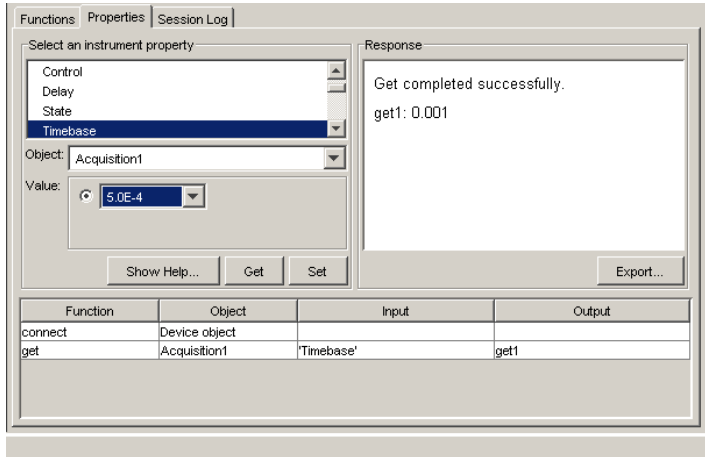 Functions Properties Session Log
Select an instrument property
Control
Delay
State
Timebase
Object: Acquisition1
Value: 5.0E-4
Show Help... Get Set
Response
Get completed successfully.
get1: 0.001
Export...
Function Object Input Output
connect Device object
get Acquisition1 'Timebase' get1